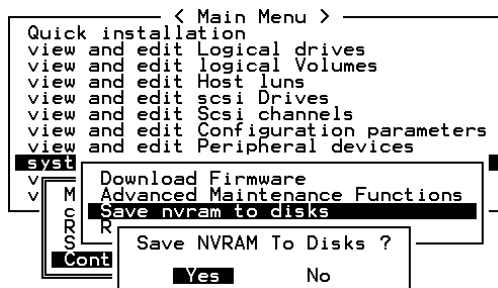 < Main Menu >
Quick installation
view and edit Logical drives
view and edit logical Volumes
view and edit Host luns
view and edit scsi Drives
view and edit Scsi channels
view and edit Configuration parameters
view and edit Peripheral devices
syst
v
v
Download Firmware
M Advanced Maintenance Functions
c Save nvram to disks
R R
S
Cont
Save NVRAM To Disks ?
Yes No